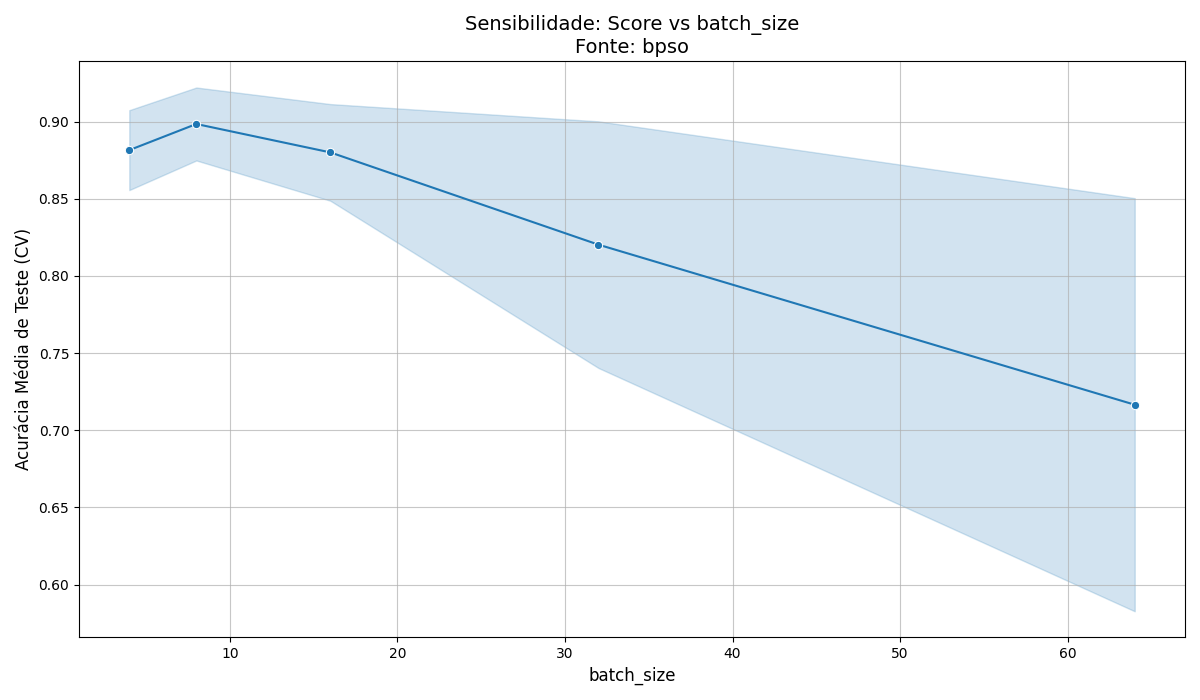 Sensibilidade: Score vs batch_size
Fonte: bpso
Acurácia Média de Teste (CV)
0.90
0.85
0.80
0.75
0.70
0.65
0.60
10 20 30 40 50 60
batch_size